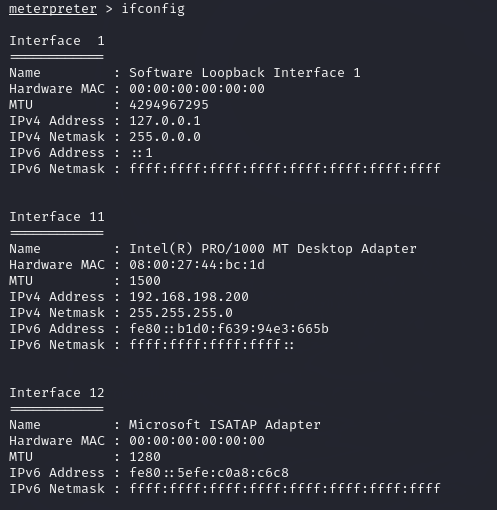 meterpreter > ifconfig
Interface  1
============
Name         : Software Loopback Interface 1
Hardware MAC : 00:00:00:00:00:00
MTU          : 4294967295
IPv4 Address : 127.0.0.1
IPv4 Netmask : 255.0.0.0
IPv6 Address : ::1
IPv6 Netmask : ffff:ffff:ffff:ffff:ffff:ffff:ffff:ffff
Interface 11
============
Name         : Intel(R) PRO/1000 MT Desktop Adapter
Hardware MAC : 08:00:27:44:bc:1d
MTU          : 1500
IPv4 Address : 192.168.198.200
IPv4 Netmask : 255.255.255.0
IPv6 Address : fe80::b1d0:f639:94e3:665b
IPv6 Netmask : ffff:ffff:ffff:ffff::
Interface 12
============
Name         : Microsoft ISATAP Adapter
Hardware MAC : 00:00:00:00:00:00
MTU          : 1280
IPv6 Address : fe80::5efe:c0a8:c6c8
IPv6 Netmask : ffff:ffff:ffff:ffff:ffff:ffff:ffff:ffff